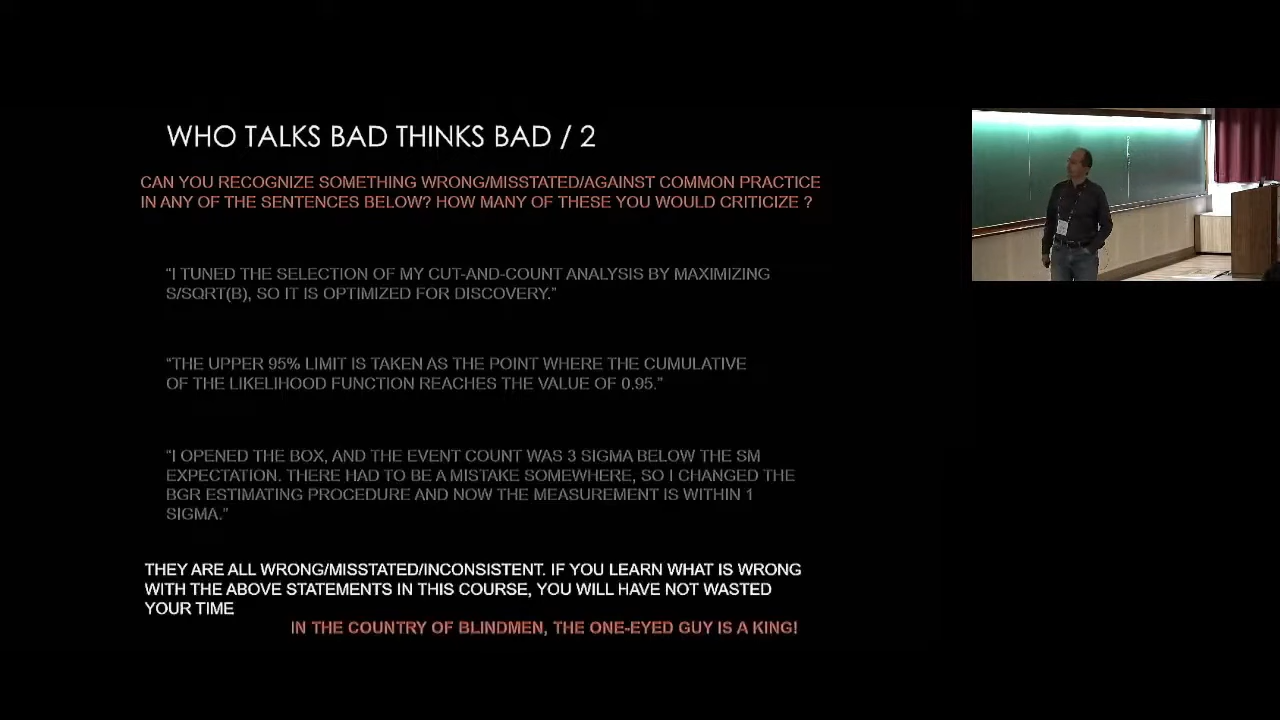 WHO TALKS BAD THINKS BAD / 2
CAN YOU RECOGNIZE SOMETHING WRONG/MISSTATED/AGAINST COMMON PRACTICE
IN ANY OF THE SENTENCES BELOW? HOW MANY OF THESE YOU WOULD CRITICIZE ?
“I TUNED THE SELECTION OF MY CUT-AND-COUNT ANALYSIS BY MAXIMIZING
S/SQRT(B), SO IT IS OPTIMIZED FOR DISCOVERY.”
“THE UPPER 95% LIMIT IS TAKEN AS THE POINT WHERE THE CUMULATIVE
OF THE LIKELIHOOD FUNCTION REACHES THE VALUE OF 0.95.”
“I OPENED THE BOX, AND THE EVENT COUNT WAS 3 SIGMA BELOW THE SM
EXPECTATION. THERE HAD TO BE A MISTAKE SOMEWHERE, SO I CHANGED THE
BGR ESTIMATING PROCEDURE AND NOW THE MEASUREMENT IS WITHIN 1
SIGMA.”
THEY ARE ALL WRONG/MISSTATED/INCONSISTENT. IF YOU LEARN WHAT IS WRONG
WITH THE ABOVE STATEMENTS IN THIS COURSE, YOU WILL HAVE NOT WASTED
YOUR TIME
IN THE COUNTRY OF BLINDMEN, THE ONE-EYED GUY IS A KING!